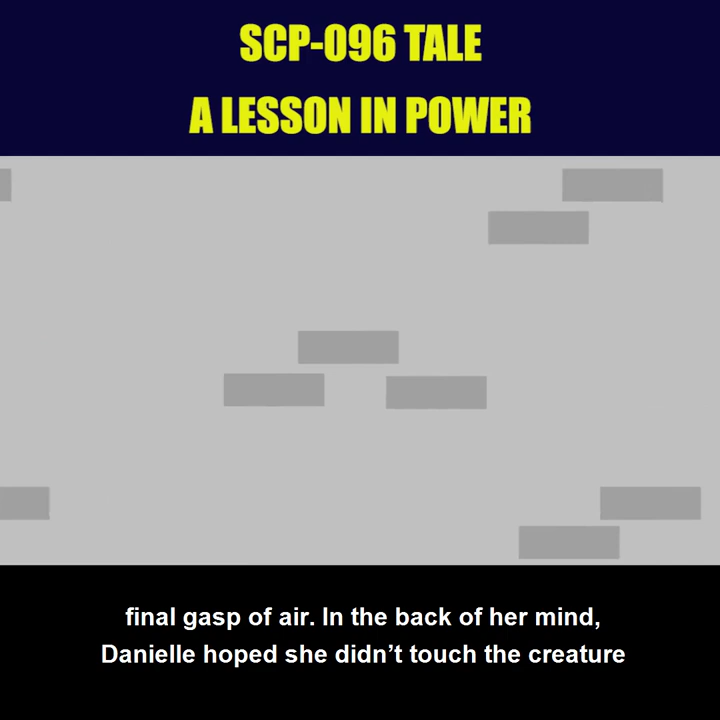 SCP-096 TALE
A LESSON IN POWER
final gasp of air. In the back of her mind,
Danielle hoped she didn’t touch the creature